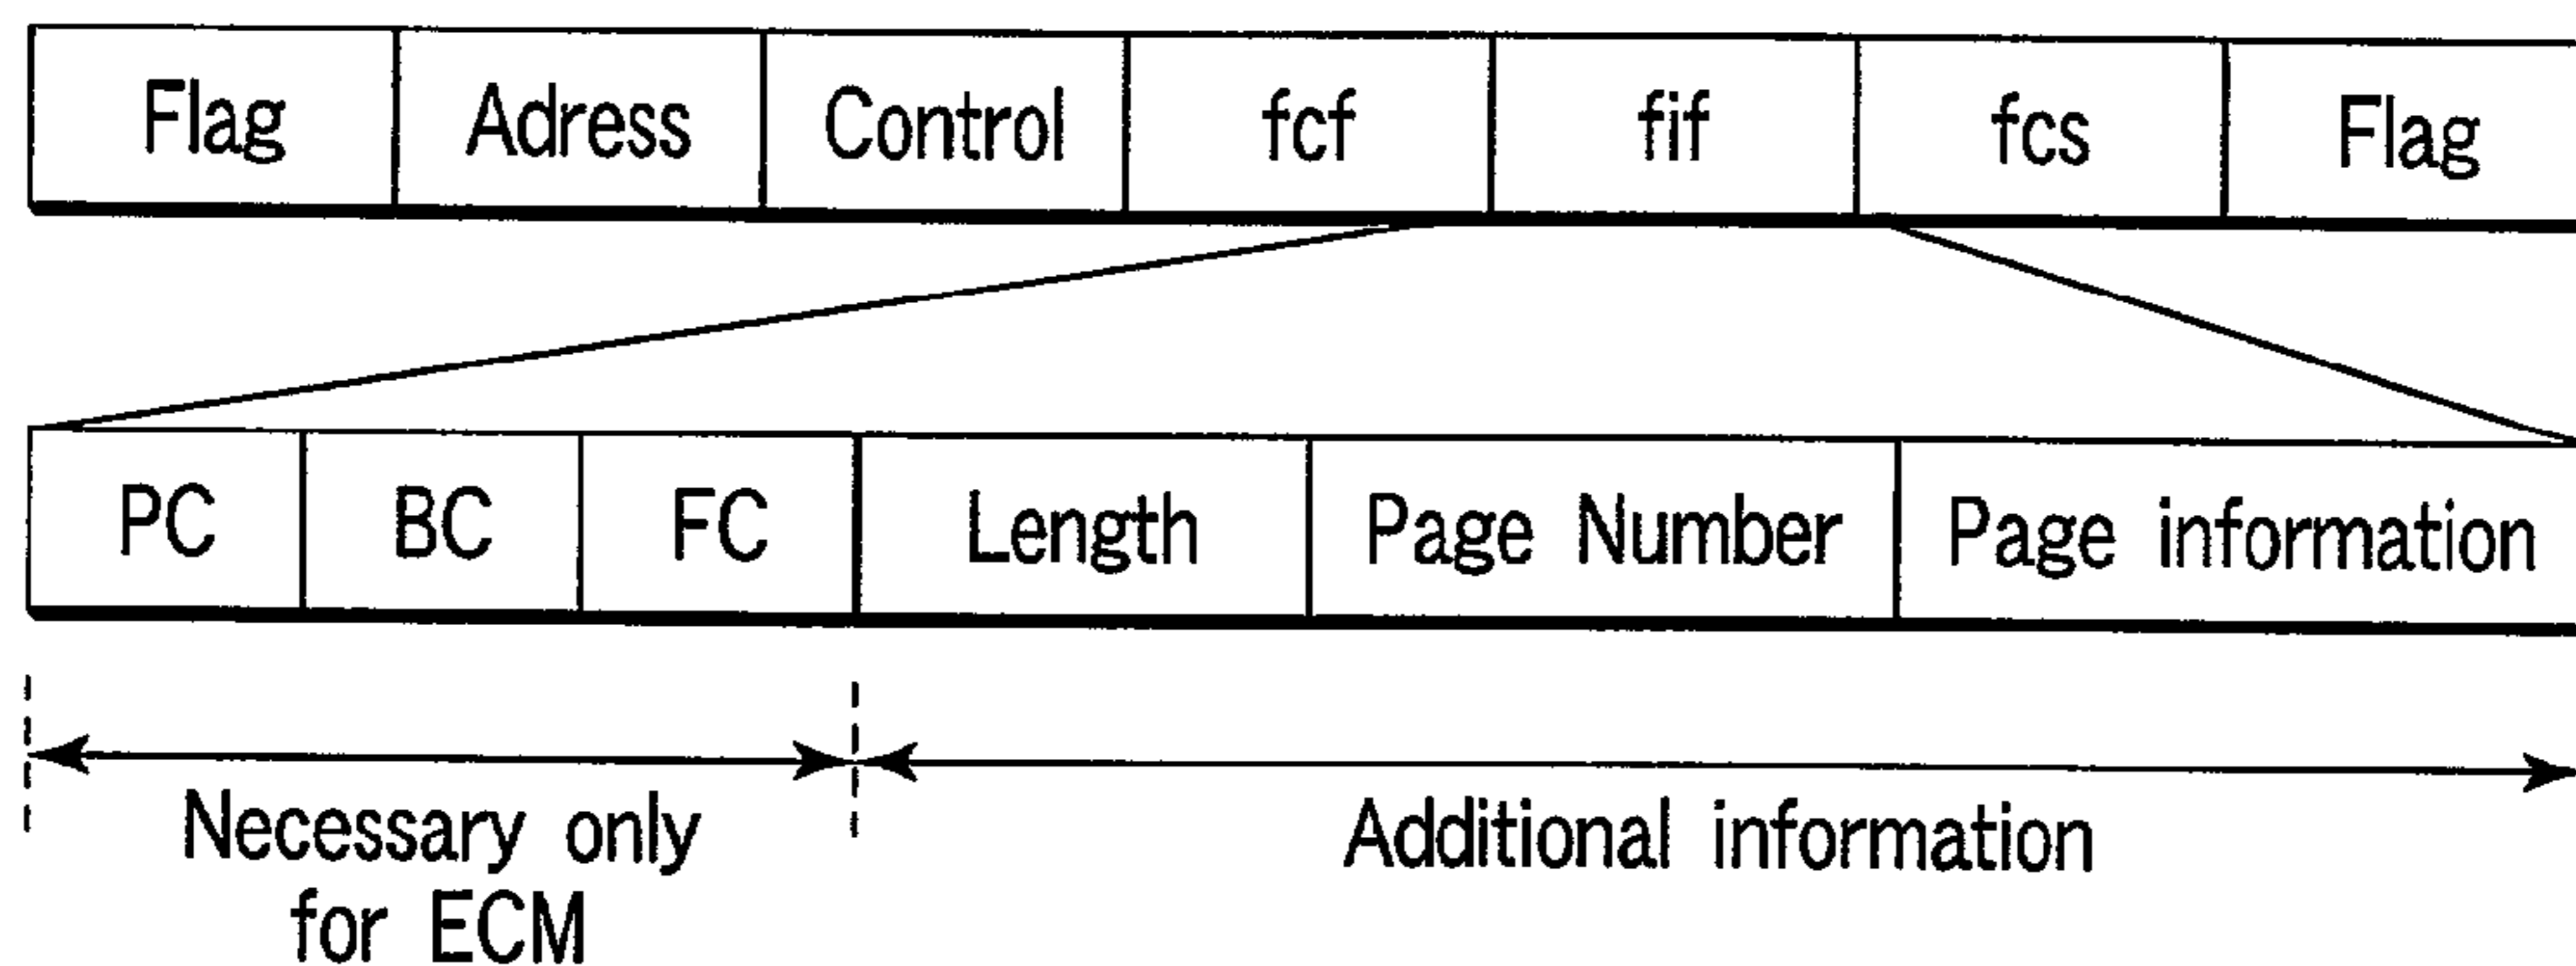 Flag Adress Control fcf fif fcs Flag
PC BC FC Length Page Number Page information
Necessary only Additional information
for ECM